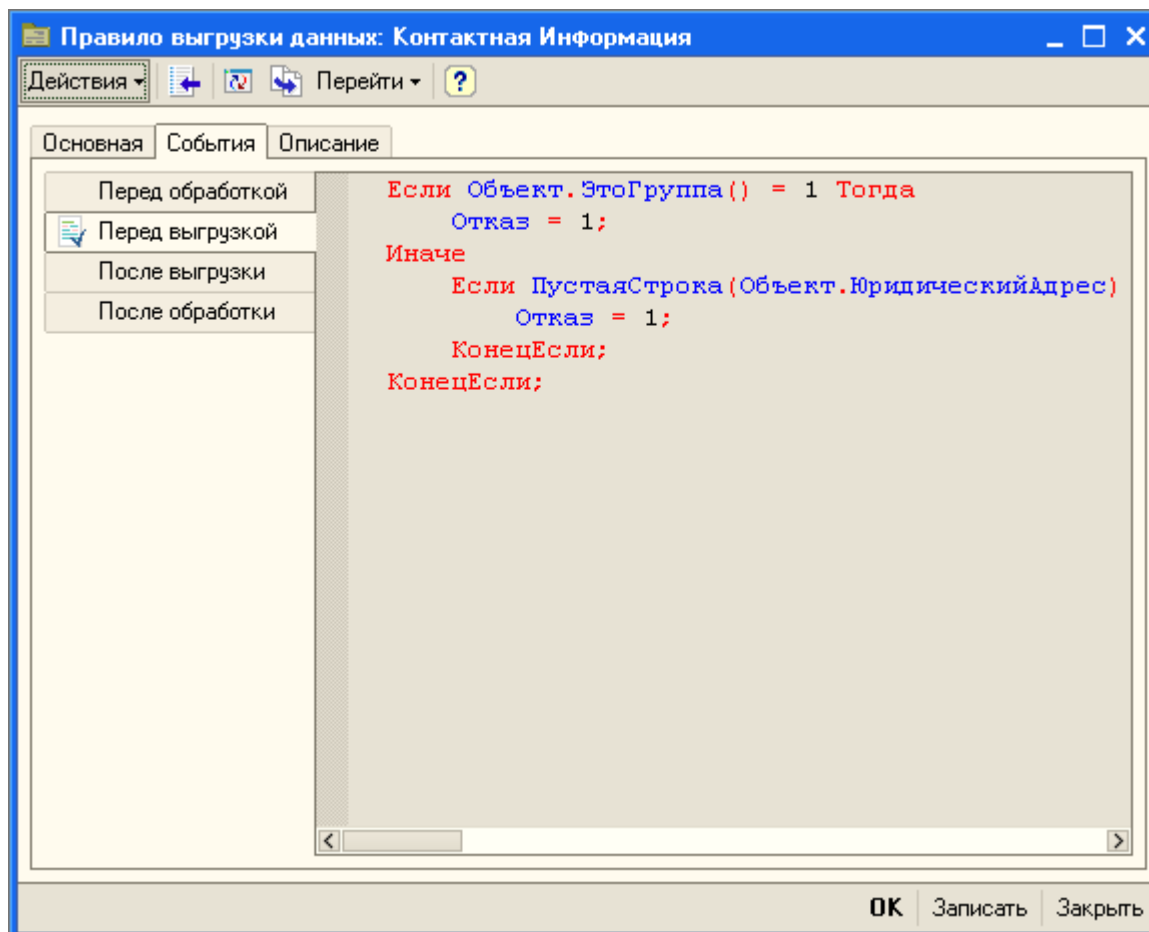 Правило выгрузки данных: Контактная Информация
Действия Перейти ?
Основная События Описание
Перед обработкой
Перед выгрузкой
После выгрузки
После обработки
Если Объект.ЭтоГруппа() = 1 Тогда
Отказ = 1;
Иначе
Если ПустаяСтрока(Объект.ЮридическийАдрес)
Отказ = 1;
КонецЕсли;
КонецЕсли;
OK Записать Закрыть